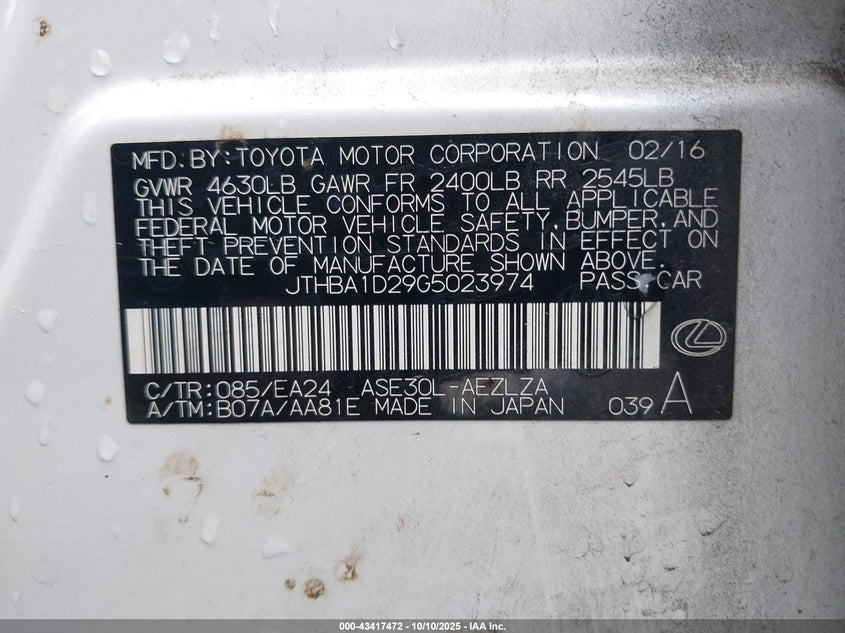 MFD. BY: TOYOTA MOTOR CORPORATION 02/16
GVWR 4630LB GAWR FR 2400LB RR 2545LB
THIS VEHICLE CONFORMS TO ALL APPLICABLE
FEDERAL MOTOR VEHICLE SAFETY, BUMPER, AND
THEFT PREVENTION STANDARDS IN EFFECT ON
THE DATE OF MANUFACTURE SHOWN ABOVE.
JTHBA1D29G5023974 PASS CAR
C/TR: 085/EA24 ASE30L-AEZLZA
A/TM: B07A/AA81E MADE IN JAPAN 039 A
000-43417472 - 10/10/2025 - IAA Inc.